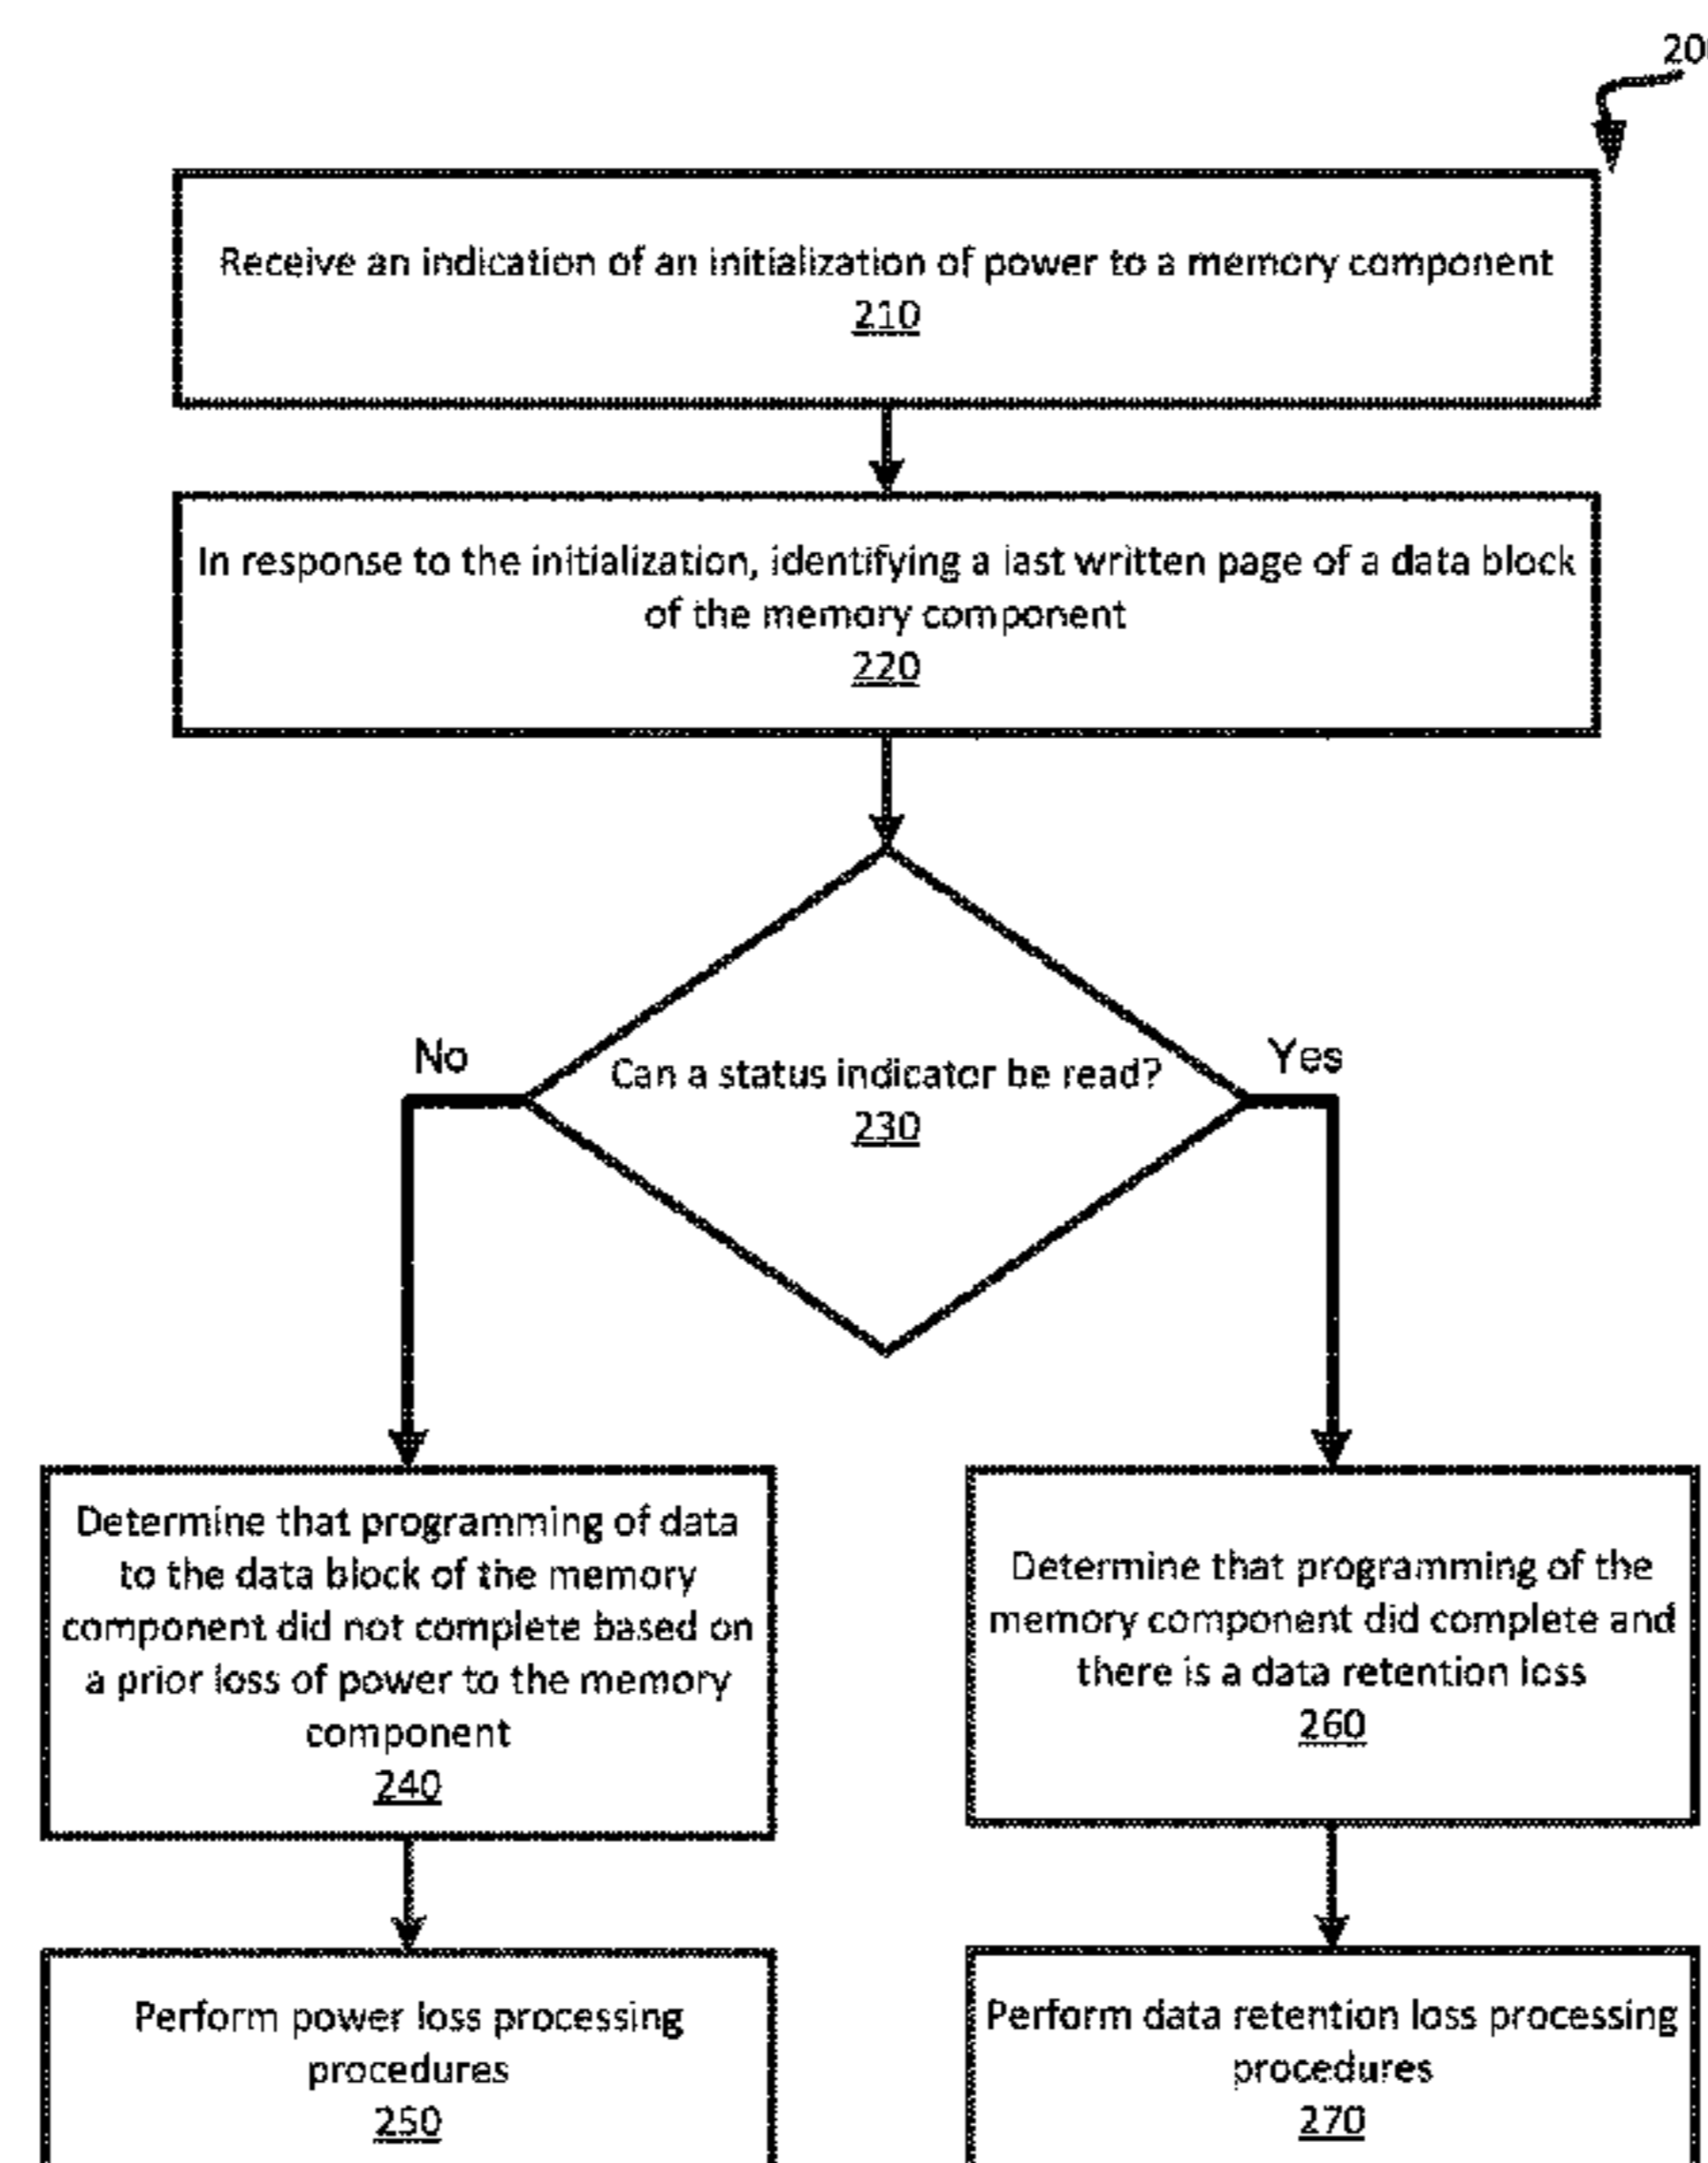 20
Receive an indication of an initialization of power to a memory component
210
In response to the initialization, identifying a last written page of a data block
of the memory component
220
No
Yes
Can a status indicator be read?
230
Determine that programming of data
to the data block of the memory
component did not complete based on
a prior loss of power to the memory
component
240
Determine that programming of the
memory component did complete and
there is a data retention loss
260
Perform power loss processing
procedures
250
Perform data retention loss processing
procedures
270